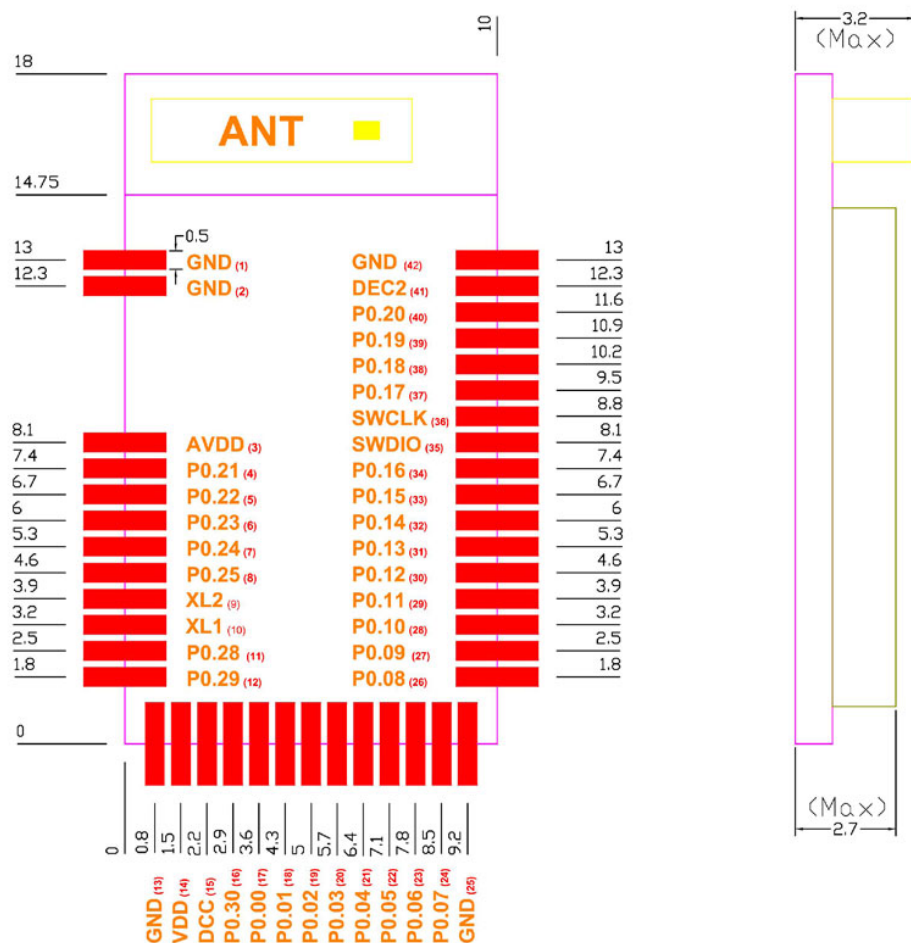 10
3.2
(Max)
18
ANT
14.75
0.5
13 GND (1) GND (42) 13
12.3 GND (2) DEC2 (41) 12.3
P0.20 (40) 11.6
P0.19 (39) 10.9
P0.18 (38) 10.2
P0.17 (37) 9.5
SWCLK (36) 8.8
8.1 AVDD (3) SWDIO (35) 8.1
7.4 P0.21 (4) P0.16 (34) 7.4
6.7 P0.22 (5) P0.15 (33) 6.7
6 P0.23 (6) P0.14 (32) 6
5.3 P0.24 (7) P0.13 (31) 5.3
4.6 P0.25 (8) P0.12 (30) 4.6
3.9 XL2 (9) P0.11 (29) 3.9
3.2 XL1 (10) P0.10 (28) 3.2
2.5 P0.28 (11) P0.09 (27) 2.5
1.8 P0.29 (12) P0.08 (26) 1.8
0
(Max)
2.7
0 0.8 1.5 2.2 2.9 3.6 4.3 5 5.7 6.4 7.1 7.8 8.5 9.2
GND (13)
VDD (14)
DCC (15)
P0.30 (16)
P0.00 (17)
P0.01 (18)
P0.02 (19)
P0.03 (20)
P0.04 (21)
P0.05 (22)
P0.06 (23)
P0.07 (24)
GND (25)